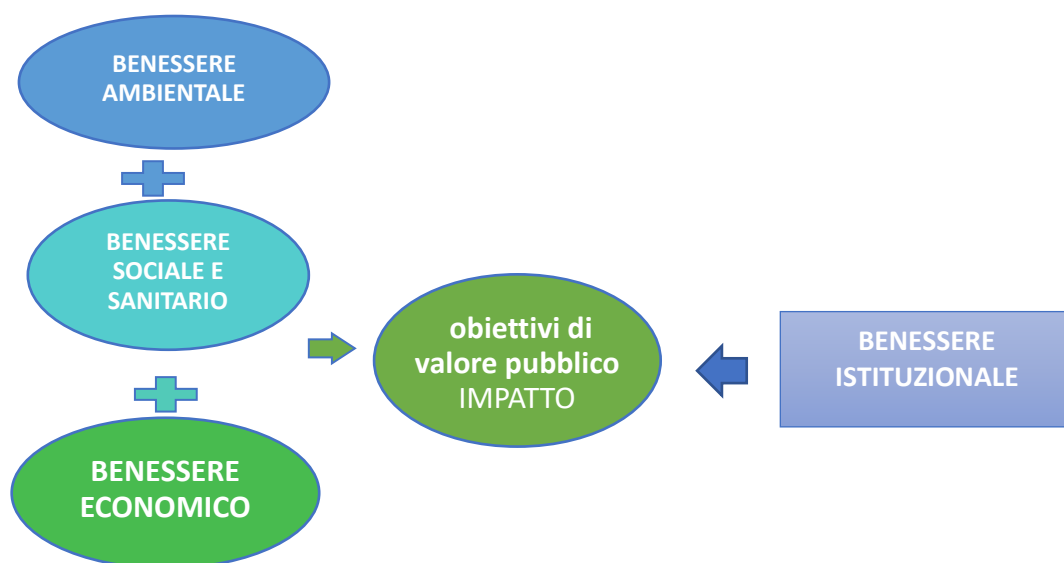 BENESSERE
AMBIENTALE
BENESSERE
SOCIALE E
SANITARIO
BENESSERE
ECONOMICO
obiettivi di
valore pubblico
IMPATTO
BENESSERE
ISTITUZIONALE